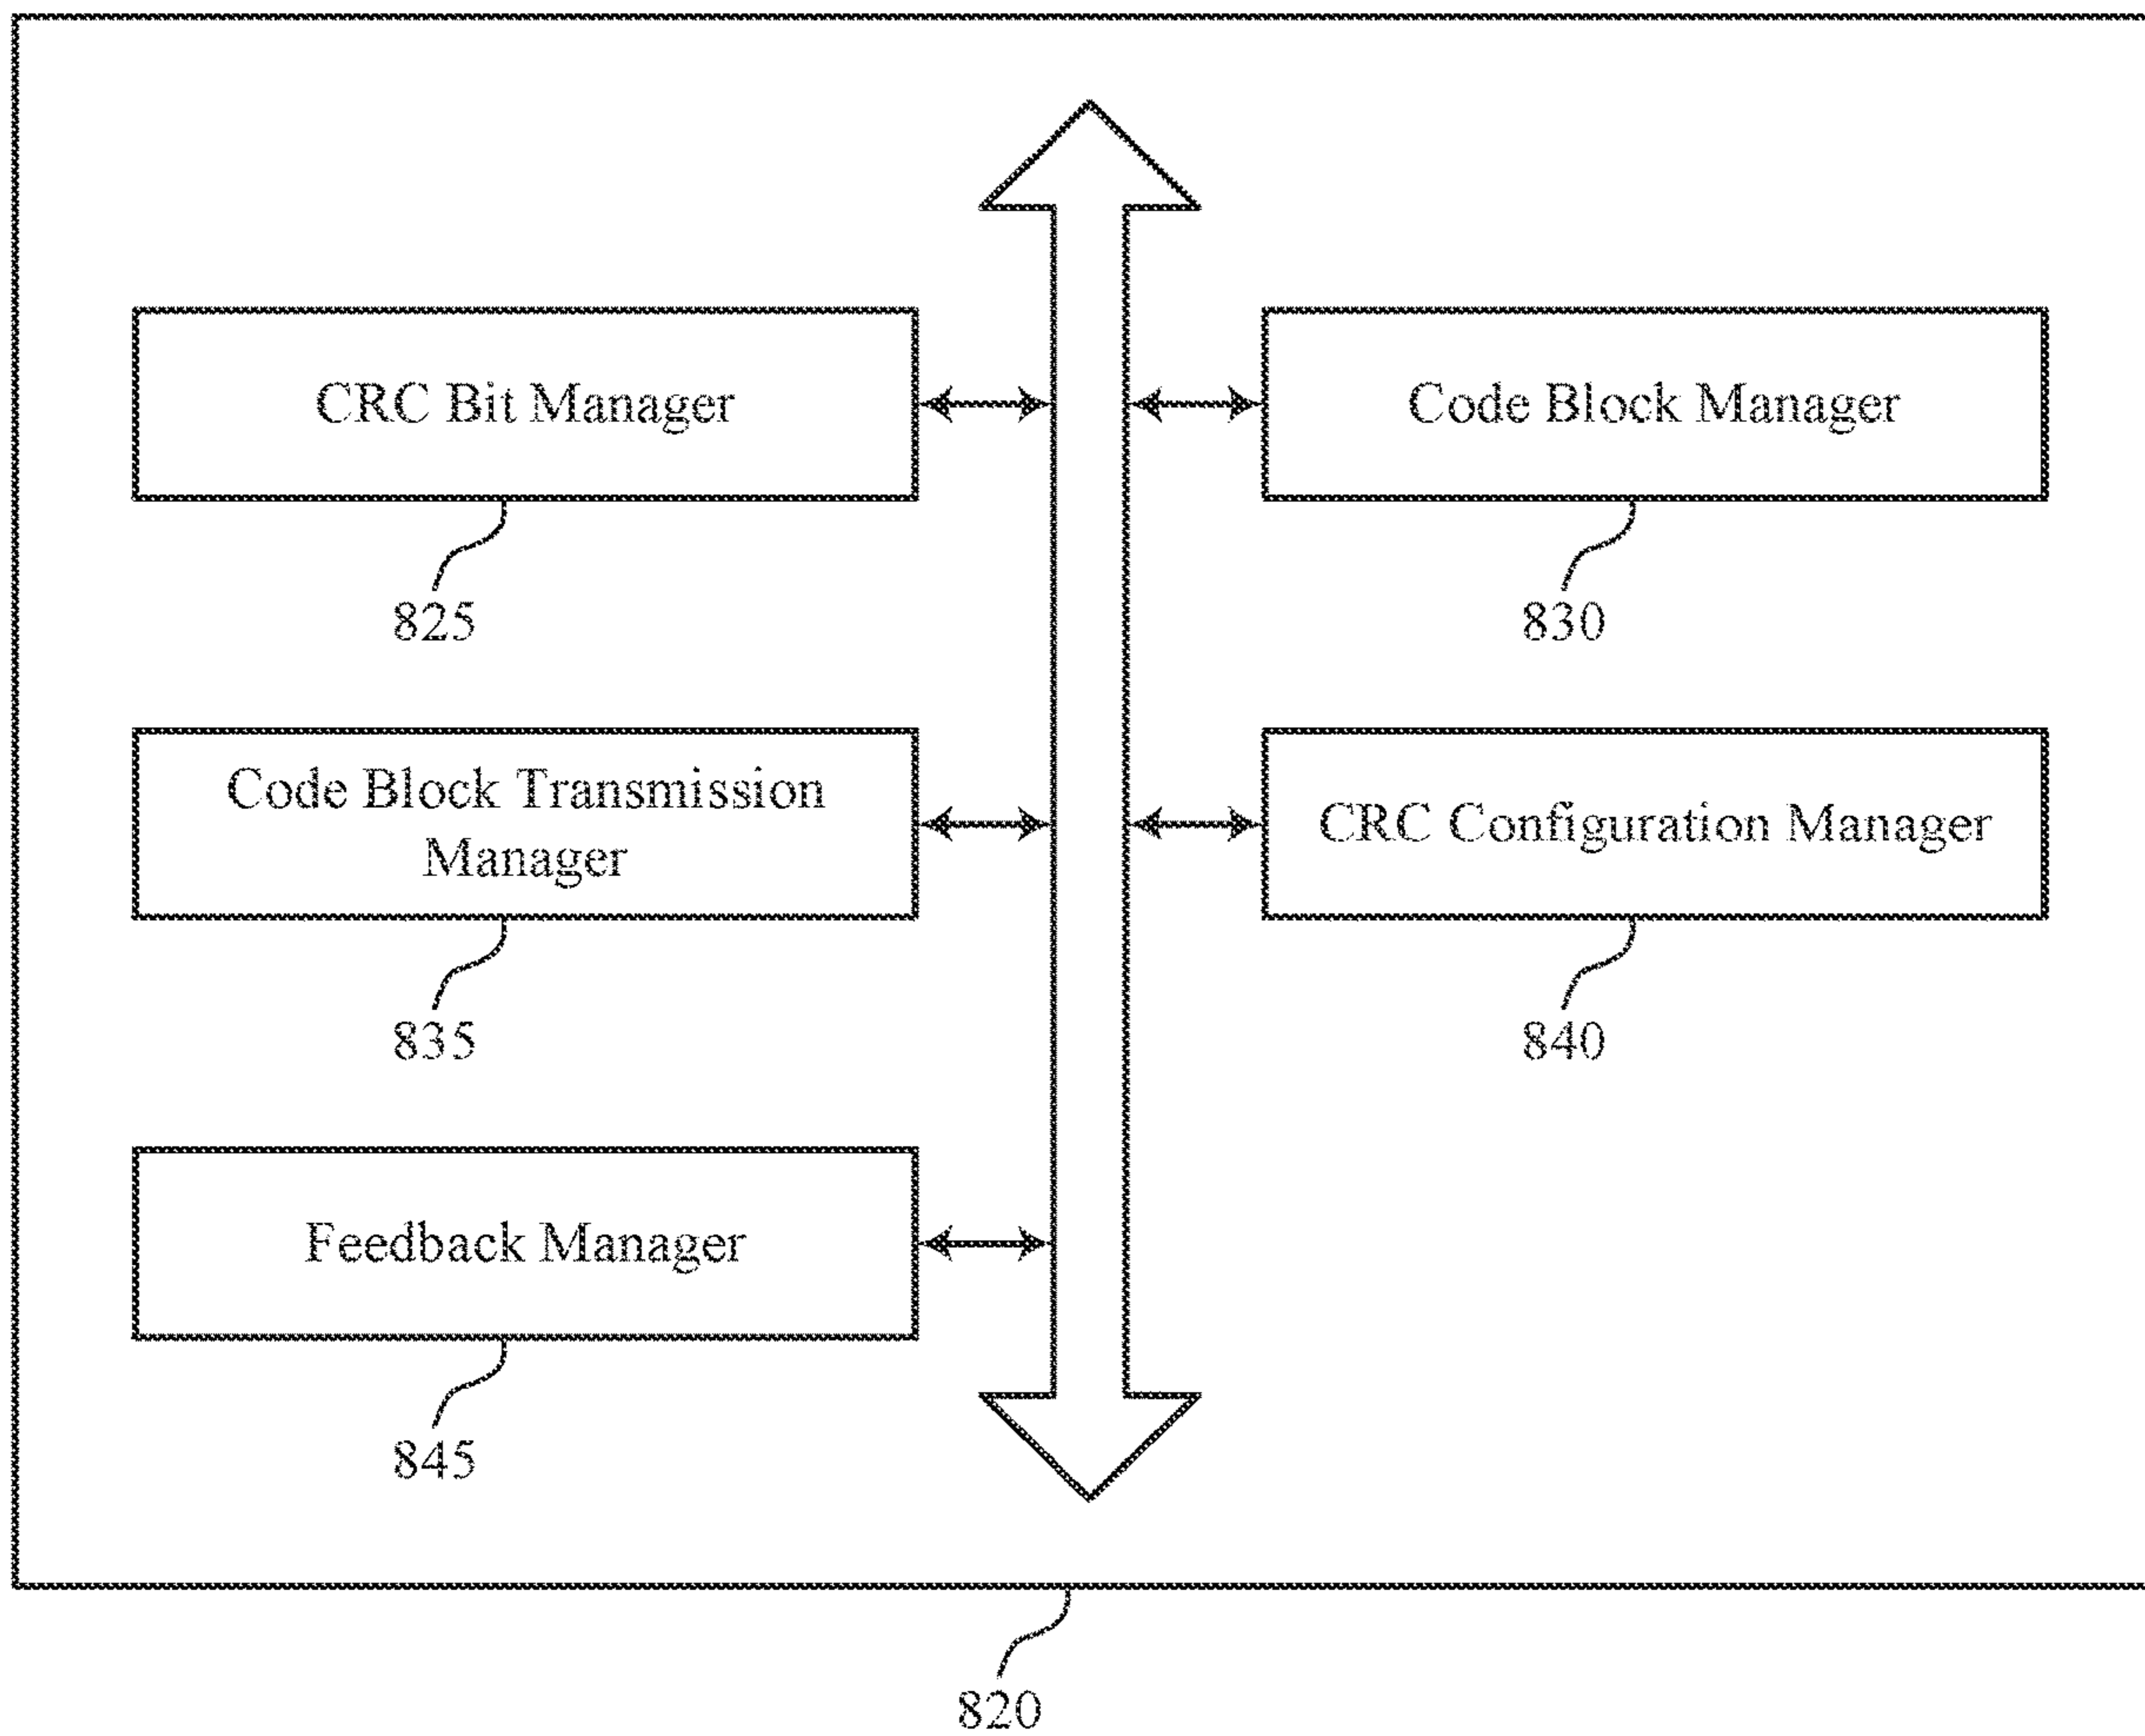 CRC Bit Manager
Code Block Manager
825
830
Code Block Transmission
Manager
CRC Configuration Manager
835
840
Feedback Manager
845
820